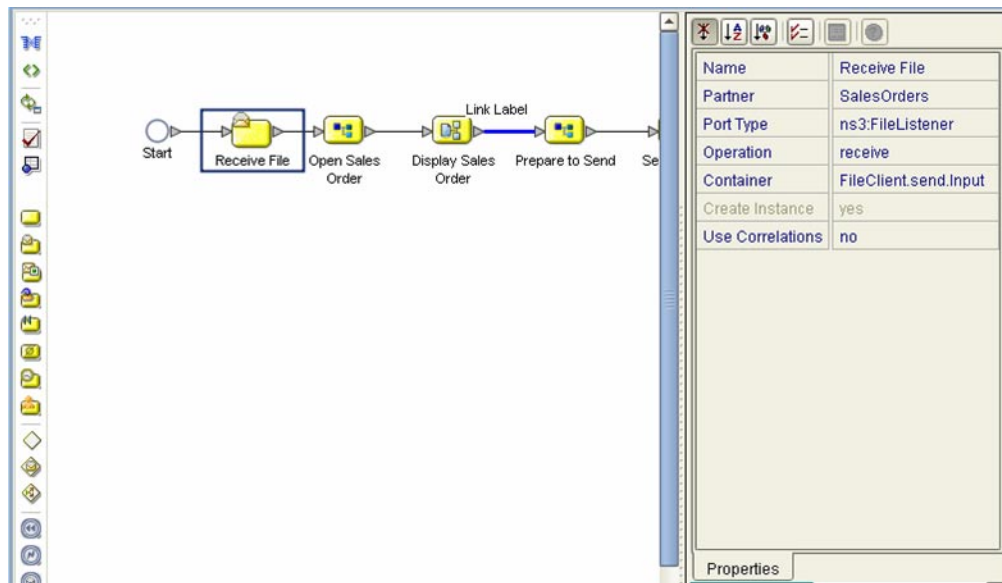 Link Label
Start
Receive File
Open Sales
Order
Display Sales
Order
Prepare to Send
Se
Name Receive File
Partner SalesOrders
Port Type ns3:FileListener
Operation receive
Container FileClient.send.Input
Create Instance yes
Use Correlations no
Properties